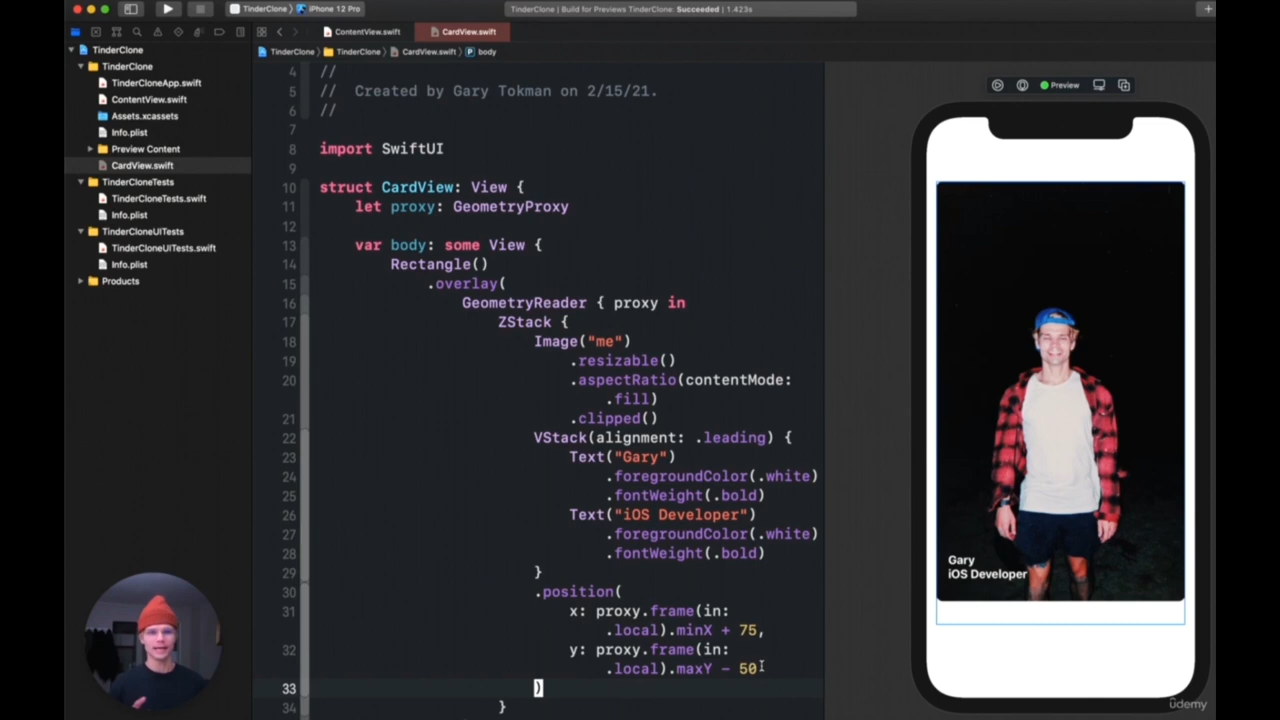 TinderClone
iPhone 12 Pro
TinderClone | Build for Previews TinderClone: Succeeded | 1.423s
ContentView.swift
CardView.swift
TinderClone
TinderClone
TinderCloneApp.swift
ContentView.swift
Assets.xcassets
Info.plist
Preview Content
CardView.swift
TinderCloneTests
TinderCloneTests.swift
Info.plist
TinderCloneUITests
TinderCloneUITests.swift
Info.plist
Products
TinderClone
TinderClone
CardView.swift
P body
4 //
5 // Created by Gary Tokman on 2/15/21.
6 //
7
8 import SwiftUI
9
10 struct CardView: View {
11 let proxy: GeometryProxy
12
13 var body: some View {
14 Rectangle()
15 .overlay(
16 GeometryReader { proxy in
17 ZStack {
18 Image("me")
19 .resizable()
20 .aspectRatio(contentMode:
.fill)
21 .clipped()
22 VStack(alignment: .leading) {
23 Text("Gary")
24 .foregroundColor(.white)
25 .fontWeight(.bold)
26 Text("iOS Developer")
27 .foregroundColor(.white)
28 .fontWeight(.bold)
29 }
30 .position(
31 x: proxy.frame(in:
.local).minX + 75,
32 y: proxy.frame(in:
.local).maxY - 50
33 )
34 }
Preview
Gary
iOS Developer
udemy